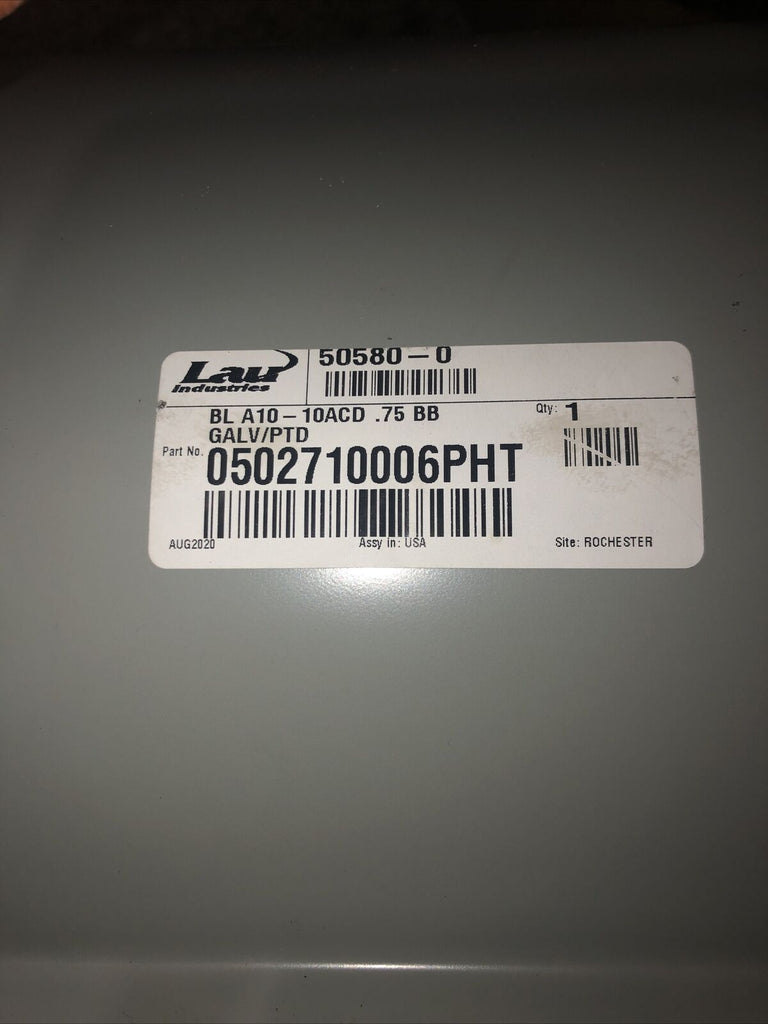 Lau
Industries
50580-0
BL A10-10ACD .75 BB
GALV/PTD
Qty: 1
Part No. 0502710006PHT
AUG2020 Assy in: USA Site: ROCHESTER